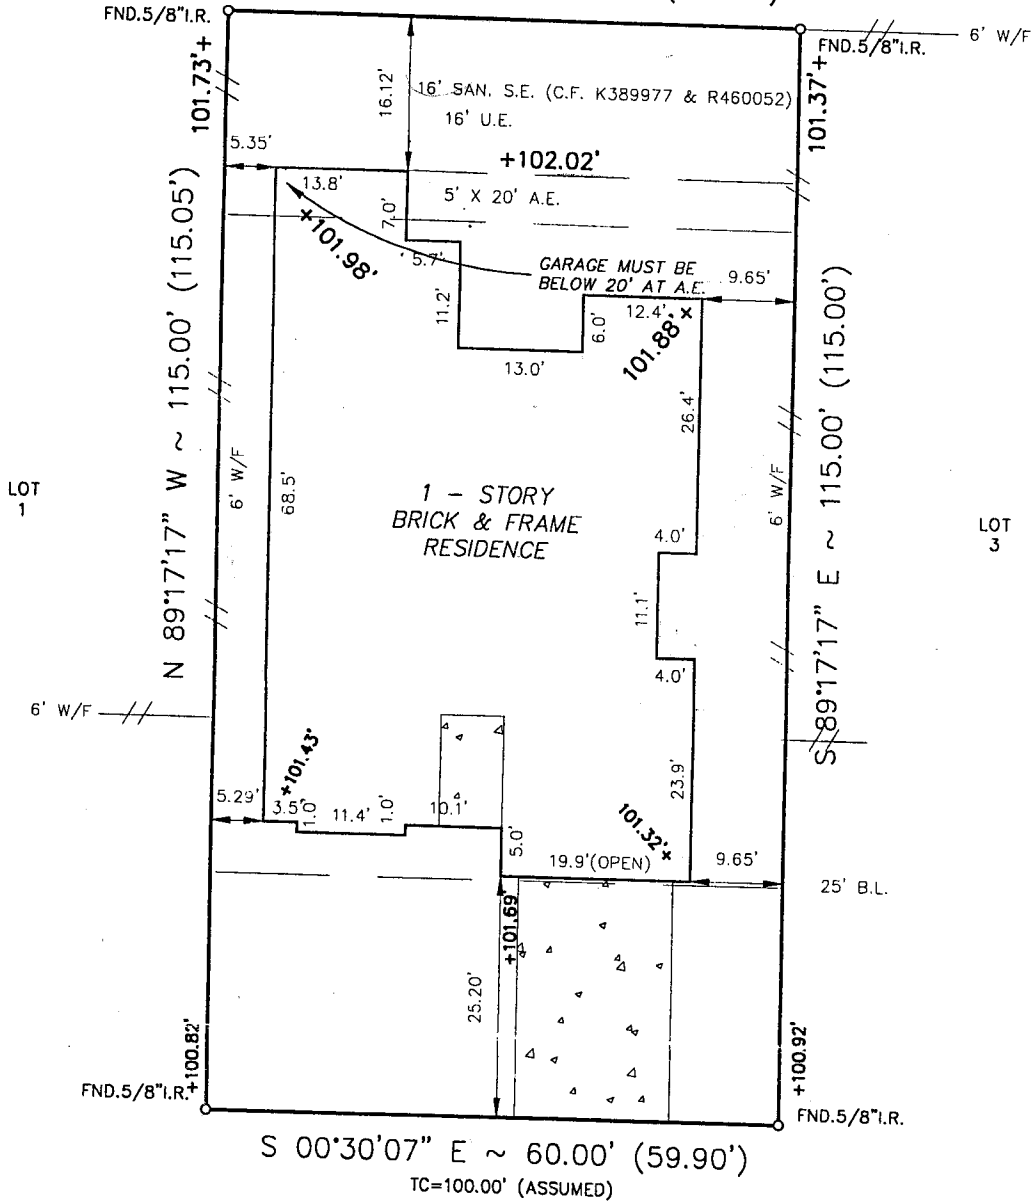 FND.5/8"I.R.
6' W/F
FND.5/8"I.R.
101.73'+
101.37'+
16.12'
16' SAN. S.E. (C.F. K389977 & R460052)
16' U.E.
5.35'
+102.02'
13.8'
5' X 20' A.E.
7.0'
+101.98'
5.7'
GARAGE MUST BE
BELOW 20' AT A.E.
9.65'
11.2'
6.0'
12.4'
101.88'+
13.0'
N 89°17'17" W ~ 115.00' (115.05')
S 89°17'17" E ~ 115.00' (115.00')
26.4'
6' W/F
68.5'
6' W/F
LOT
1
1 - STORY
BRICK & FRAME
RESIDENCE
LOT
3
4.0'
11.1'
4.0'
6' W/F
+101.43'
23.9'
5.29'
3.5'
1.0'
11.4'
1.0'
10.1'
5.0'
101.32'+
19.9'(OPEN)
9.65'
25' B.L.
+101.69'
25.20'
+100.82'
+100.92'
FND.5/8"I.R.
FND.5/8"I.R.
S 00°30'07" E ~ 60.00' (59.90')
TC=100.00' (ASSUMED)